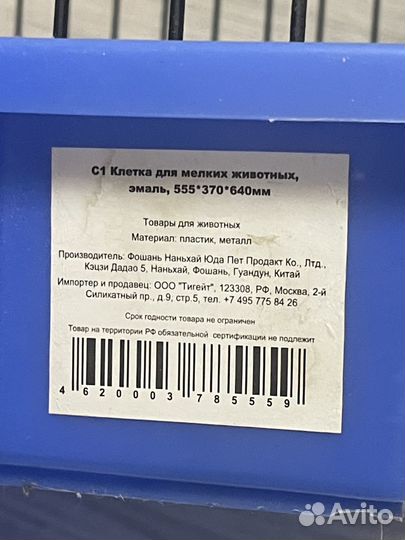 С1 Клетка для мелких животных,
эмаль, 555*370*640мм
Товары для животных
Материал: пластик, металл
Производитель: Фошань Наньхай Юда Пет Продакт Ко., Лтд.,
Кэцзи Дадао 5, Наньхай, Фошань, Гуандун, Китай
Импортер и продавец: ООО "Тигейт", 123308, РФ, Москва, 2-й
Силикатный пр., д.9, стр.5, тел. +7 495 775 84 26
Срок годности товара не ограничен
Товар на территории РФ обязательной сертификации не подлежит
4620003785559
Avito